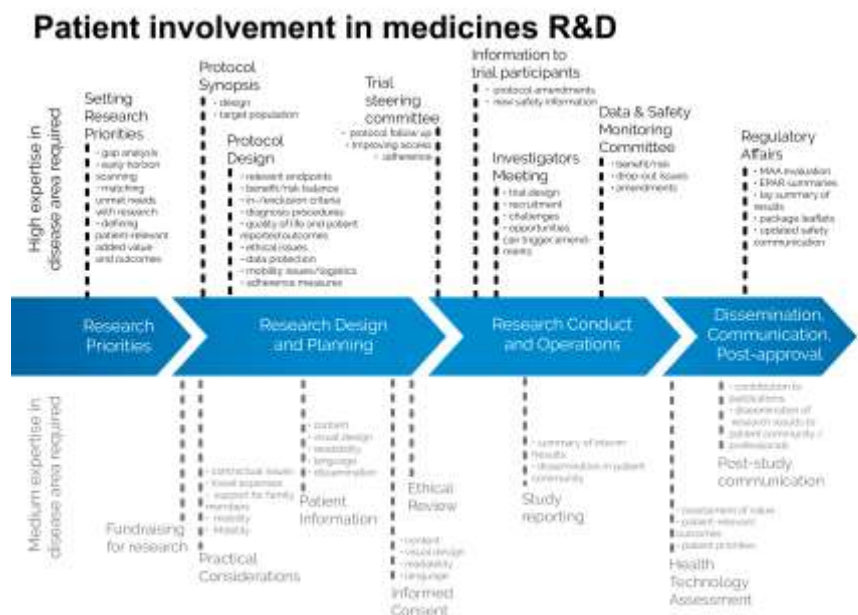 Patient involvement in medicines R&D
High expertise in
disease area required
Setting
Research
Priorities
- gap analysis
- early horizon
scanning
- matching
unmet needs
with research
- defining
patient-relevant
added value
and outcomes
Protocol
Synopsis
- design
- target population
Protocol
Design
- relevant endpoints
- benefit/risk balance
- in-/exclusion criteria
- diagnosis procedures
- quality of life and patient
reported outcomes
- ethical issues
- data protection
- mobility issues/logistics
- adherence measures
Trial
steering
committee
- protocol follow up
- improving access
- adherence
Information to
trial participants
- protocol amendments
- new safety information
Investigators
Meeting
- trial design
- recruitment
- challenges
- opportunities
can trigger amend-
ments
Data & Safety
Monitoring
Committee
- benefit/risk
- drop-out issues
- amendments
Regulatory
Affairs
- MAA evaluation
- EPAR summaries
- lay summary of
results
- package leaflets
- updated safety
communication
Research
Priorities
Research Design
and Planning
Research Conduct
and Operations
Dissemination,
Communication,
Post-approval
Medium expertise in
disease area required
Fundraising
for research
- contractual issues
- travel expenses
- support for family
members
- mobility
Practical
Considerations
- content
- visual design
- readability
- language
- dissemination
Patient
Information
Ethical
Review
- content
- visual design
- readability
- language
Informed
Consent
- summary of interim
results
- dissemination in patient
community
Study
reporting
- contribution to
publications
- dissemination of
research results to
patient community /
professionals
Post-study
communication
- assessment of value
- patient-relevant
outcomes
- patient priorities
Health
Technology
Assessment